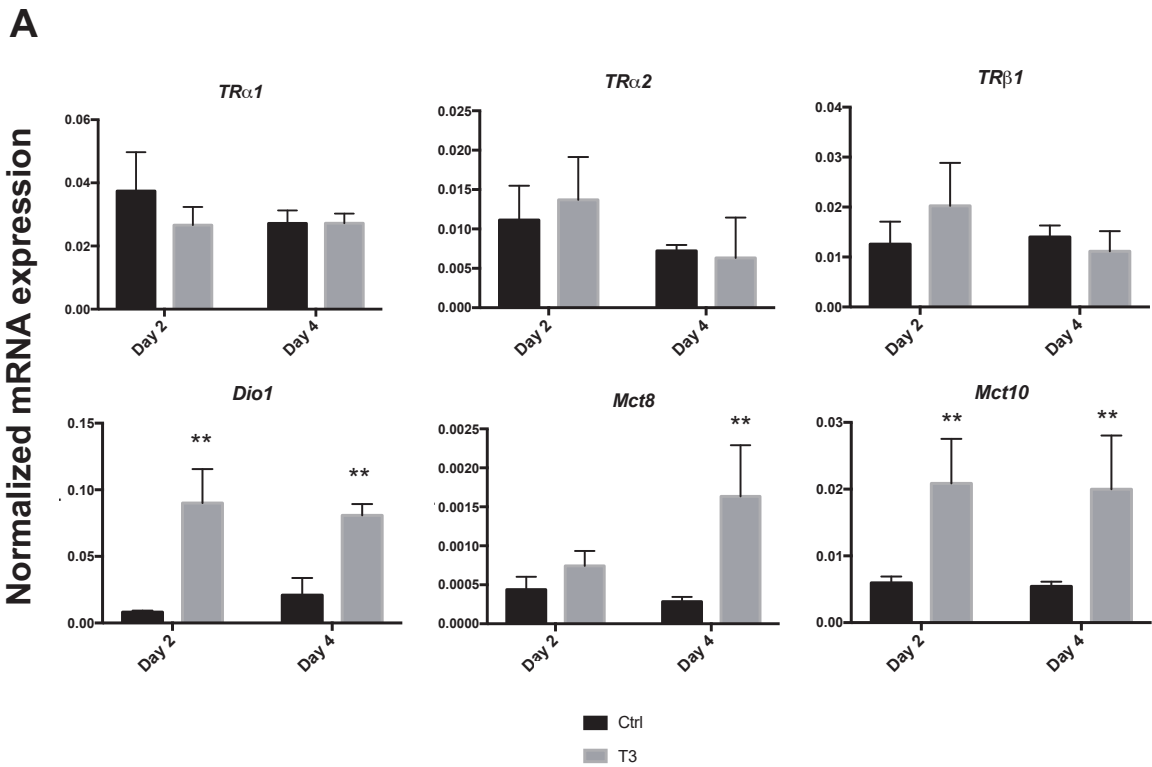 A
Normalized mRNA expression
TRα1
0.06
0.04
0.02
0.00
Day 2
Day 4
TRα2
0.025
0.020
0.015
0.010
0.005
0.000
Day 2
Day 4
TRβ1
0.04
0.03
0.02
0.01
0.00
Day 2
Day 4
Dio1
0.15
0.10
0.05
0.00
**
**
Day 2
Day 4
Mct8
0.0025
0.0020
0.0015
0.0010
0.0005
0.0000
**
Day 2
Day 4
Mct10
0.03
0.02
0.01
0.00
**
**
Day 2
Day 4
Ctrl
T3